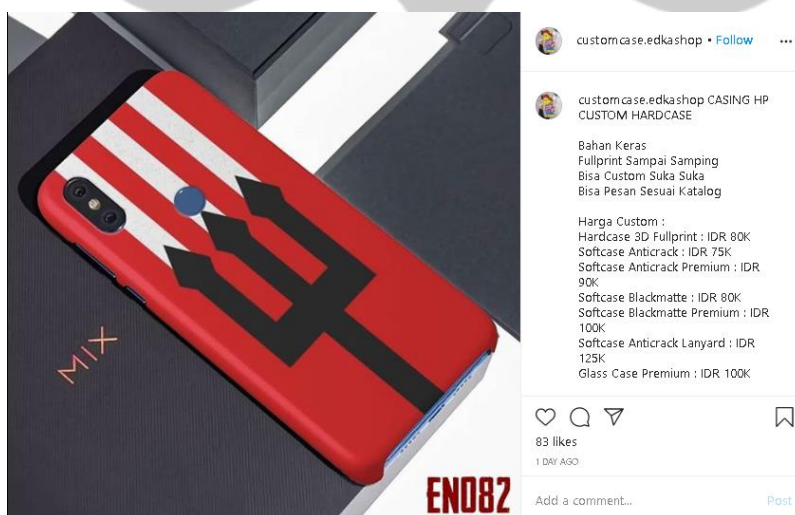 MIX
EN082
customcase.edkashop • Follow
customcase.edkashop CASING HP
CUSTOM HARDCASE
Bahan Keras
Fullprint Sampai Samping
Bisa Custom Suka Suka
Bisa Pesan Sesuai Katalog
Harga Custom :
Hardcase 3D Fullprint : IDR 80K
Softcase Anticrack : IDR 75K
Softcase Anticrack Premium : IDR
90K
Softcase Blackmatte : IDR 80K
Softcase Blackmatte Premium : IDR
100K
Softcase Anticrack Lanyard : IDR
125K
Glass Case Premium : IDR 100K
83 likes
1 DAY AGO
Add a comment... Post